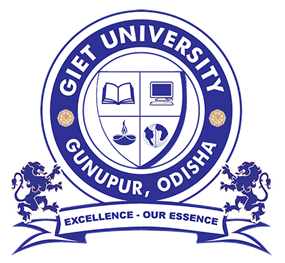 GIET UNIVERSITY
GUNUPUR, ODISHA
EXCELLENCE - OUR ESSENCE